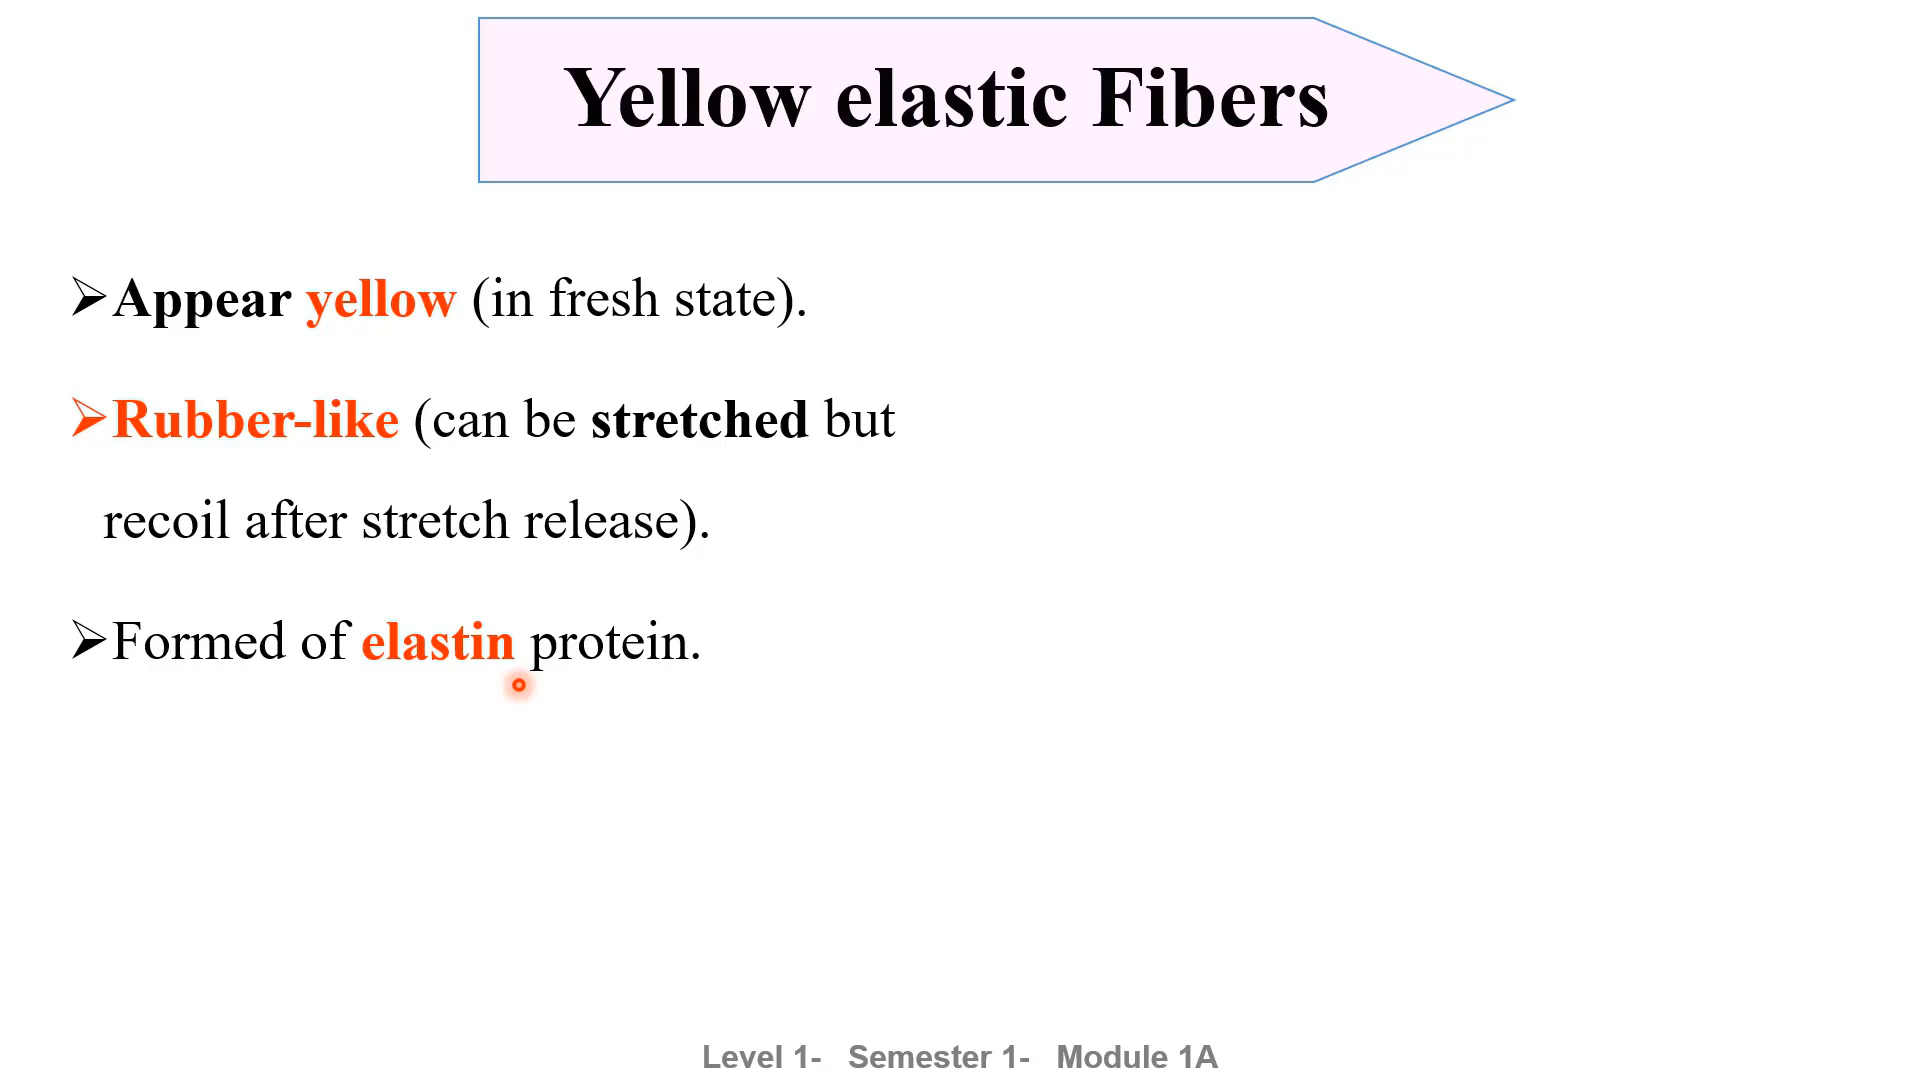 Yellow elastic Fibers
➢Appear yellow (in fresh state).
➢Rubber-like (can be stretched but
recoil after stretch release).
➢Formed of elastin protein.
Level 1- Semester 1- Module 1A